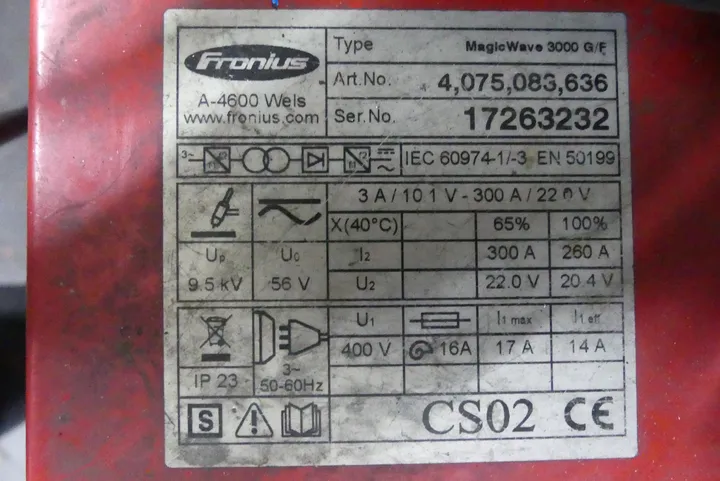 Fronius
A-4600 Wels
www.fronius.com
Type MagicWave 3000 G/F
Art.No. 4,075,083,636
Ser.No. 17263232
3~ IEC 60974-1/-3 EN 50199
3 A / 10.1 V - 300 A / 22.0 V
X(40°C) 65% 100%
Up U0 I2 300 A 260 A
9.5 kV 56 V U2 22.0 V 20.4 V
U1 I1 max I1 eff
400 V 16A 17 A 14 A
IP 23 3~
50-60Hz
S CS02 CE